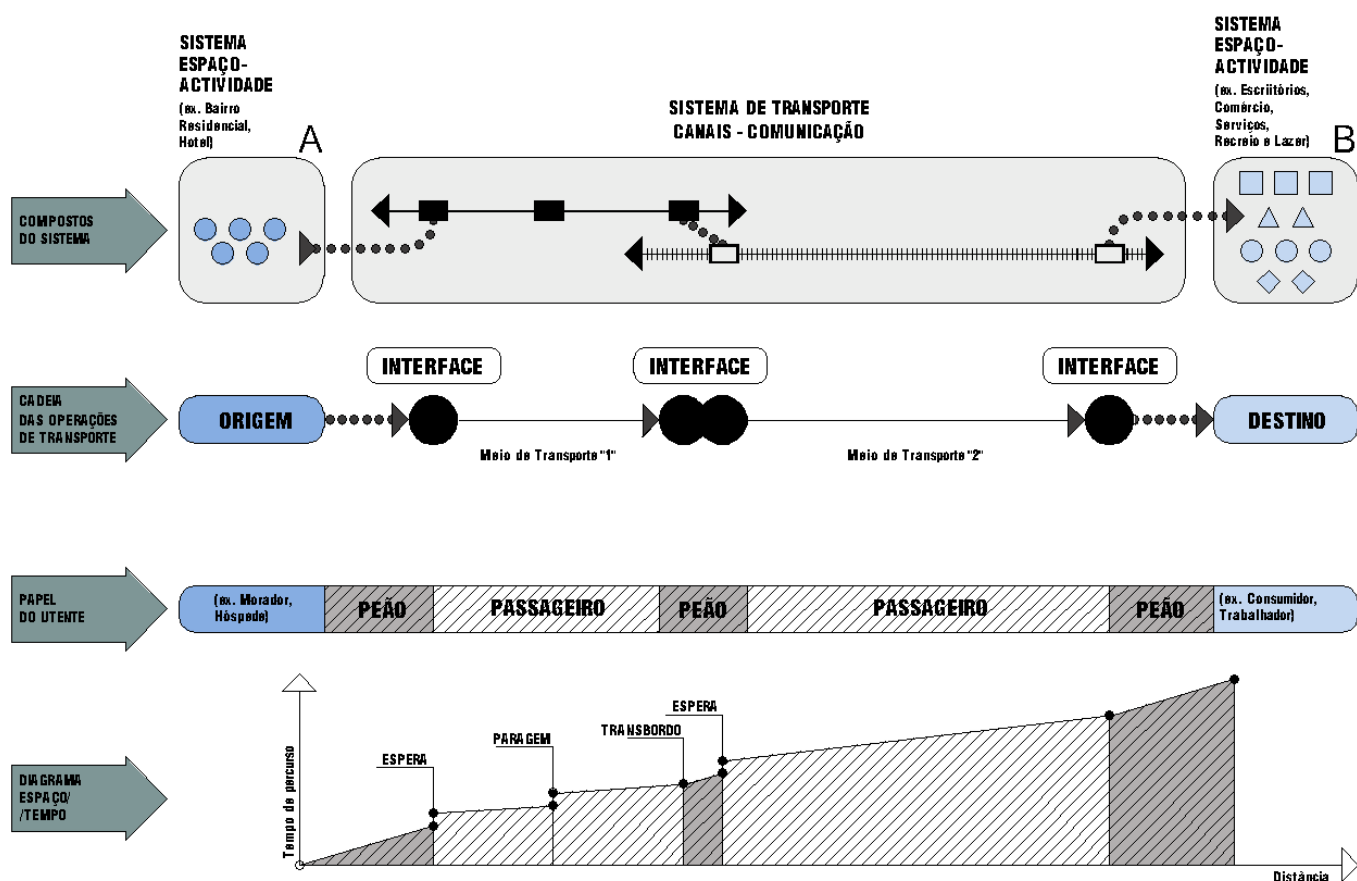 SISTEMA
ESPAÇO-
ACTIVIDADE
(ex. Bairro
Residencial,
Hotel)
A
SISTEMA DE TRANSPORTE
CANAIS - COMUNICAÇÃO
SISTEMA
ESPAÇO-
ACTIVIDADE
(ex. Escriitórios,
Comércio,
Serviços,
Recreio e Lazer)
B
COMPOSTOS
DO SISTEMA
INTERFACE
INTERFACE
INTERFACE
CADEIA
DAS OPERAÇÕES
DE TRANSPORTE
ORIGEM
DESTINO
Meio de Transporte "1"
Meio de Transporte "2"
PAPEL
DO UTENTE
(ex. Morador,
Hóspede)
PEÃO
PASSAGEIRO
PEÃO
PASSAGEIRO
PEÃO
(ex. Consumidor,
Trabalhador)
DIAGRAMA
ESPAÇO/
/TEMPO
Tempo de percurso
ESPERA
PARAGEM
TRANSBORDO
ESPERA
Distância